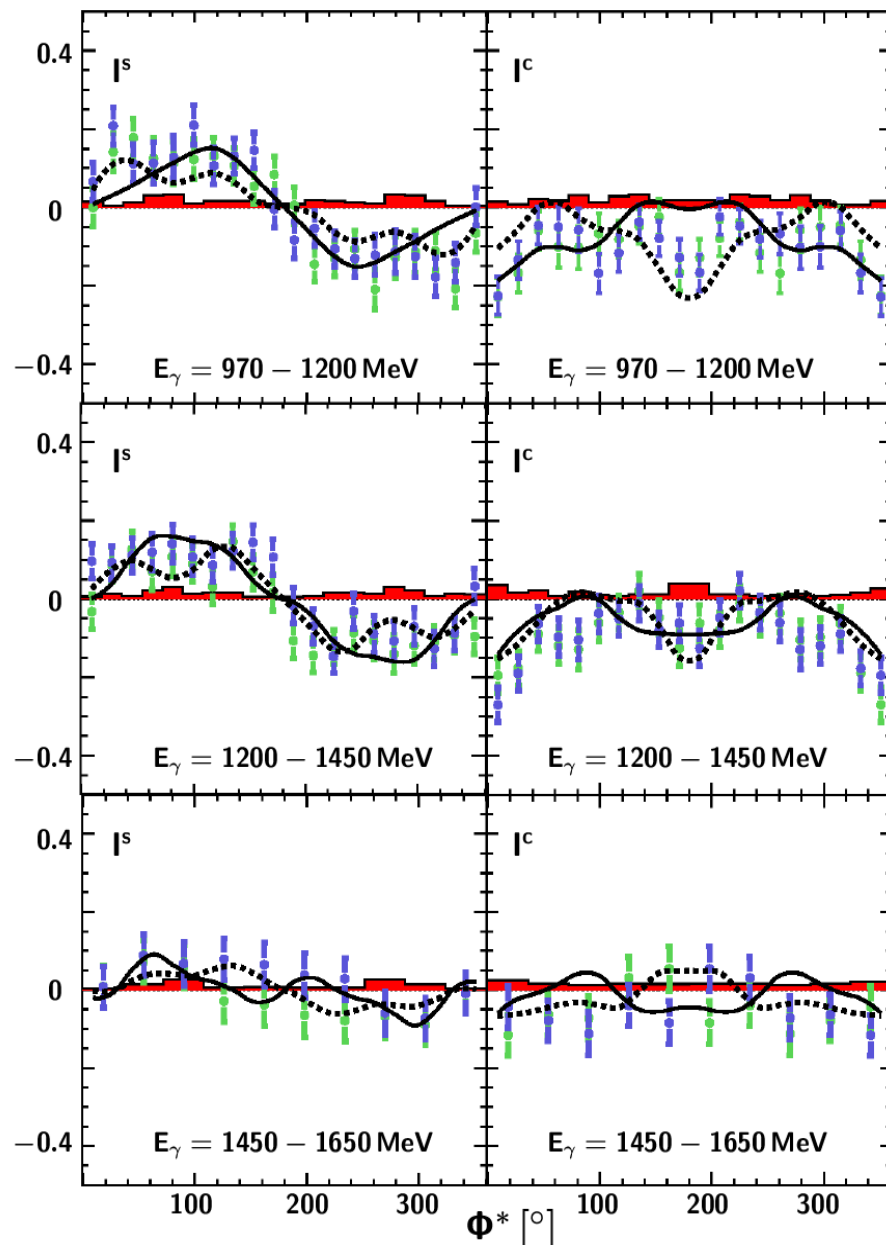 0.4
I^s
I^c
0
−0.4
E_γ = 970 − 1200 MeV
E_γ = 970 − 1200 MeV
0.4
I^s
I^c
0
−0.4
E_γ = 1200 − 1450 MeV
E_γ = 1200 − 1450 MeV
0.4
I^s
I^c
0
−0.4
E_γ = 1450 − 1650 MeV
E_γ = 1450 − 1650 MeV
100 200 300 100 200 300
Φ* [°]